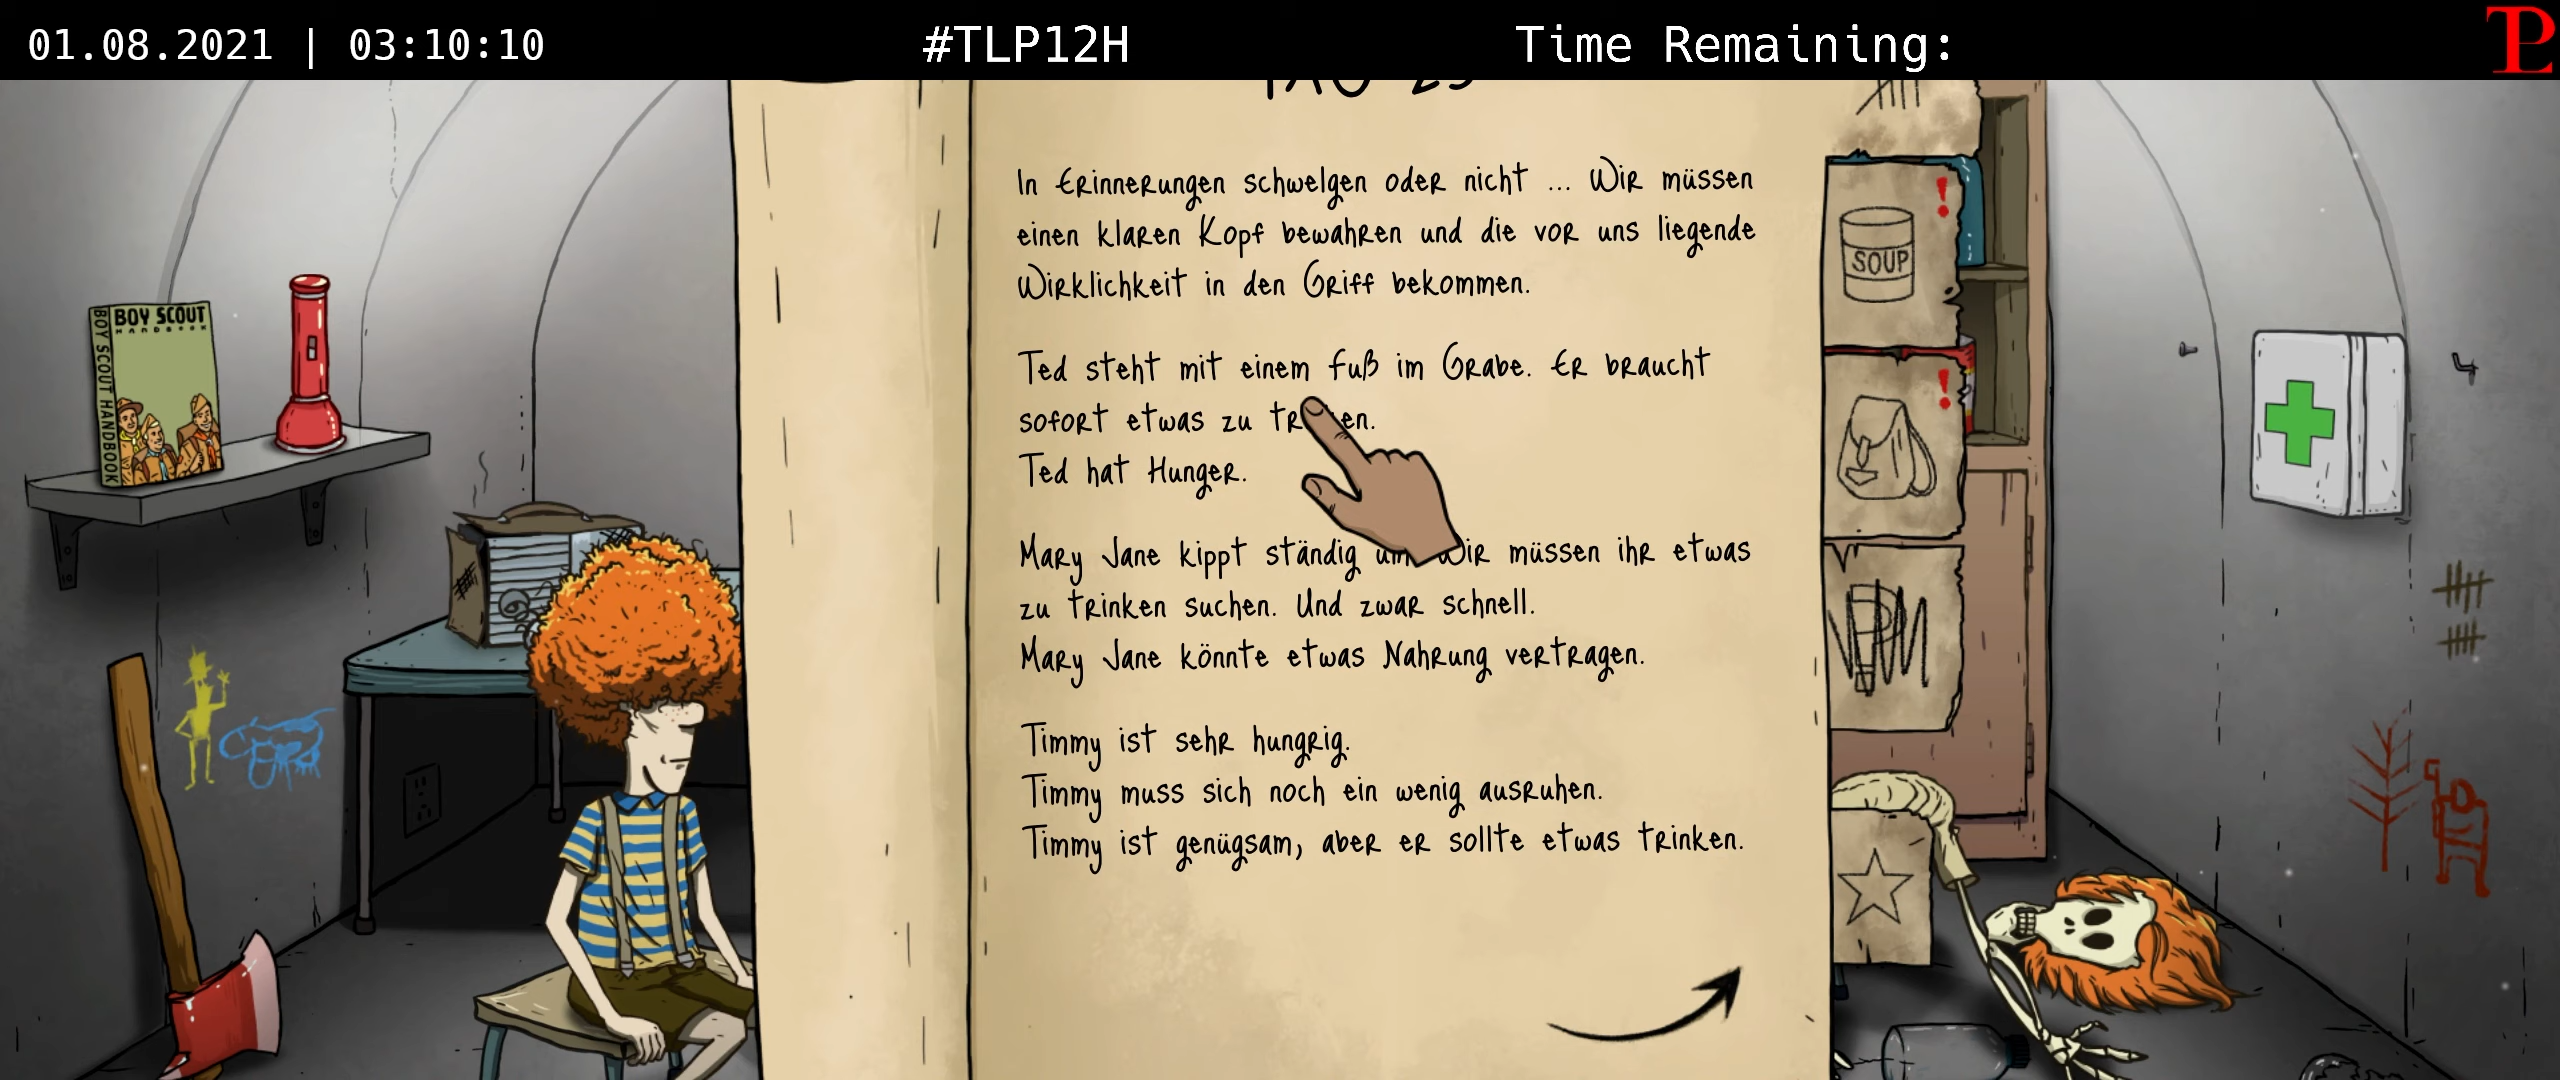 01.08.2021 | 03:10:10
#TLP12H
Time Remaining:
TP
In Erinnerungen schwelgen oder nicht ... Wir müssen
einen klaren Kopf bewahren und die vor uns liegende
Wirklichkeit in den Griff bekommen.
Ted steht mit einem Fuß im Grabe. Er braucht
sofort etwas zu
Ted hat Hunger.
Mary Jane kippt ständig um. Wir müssen ihr etwas
zu trinken suchen. Und zwar schnell.
Mary Jane könnte etwas Nahrung vertragen.
Timmy ist sehr hungrig.
Timmy muss sich noch ein wenig ausruhen.
Timmy ist genügsam, aber er sollte etwas trinken.
BOY SCOUT
HANDBOOK
BOY SCOUT HANDBOOK
!
SOUP
!